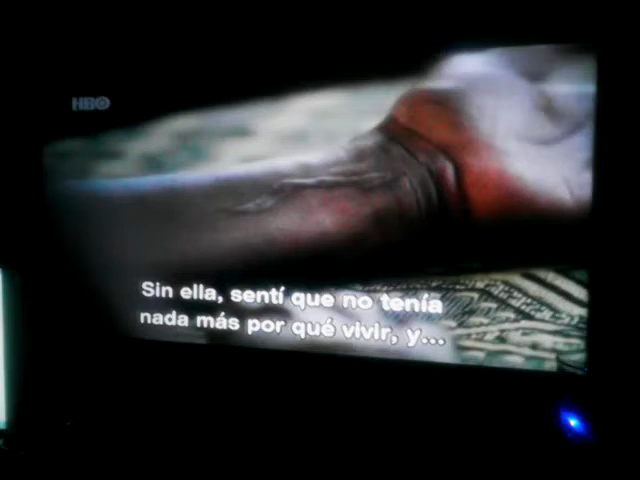 HBO
Sin ella, sentí que no tenía
nada más por qué vivir, y...